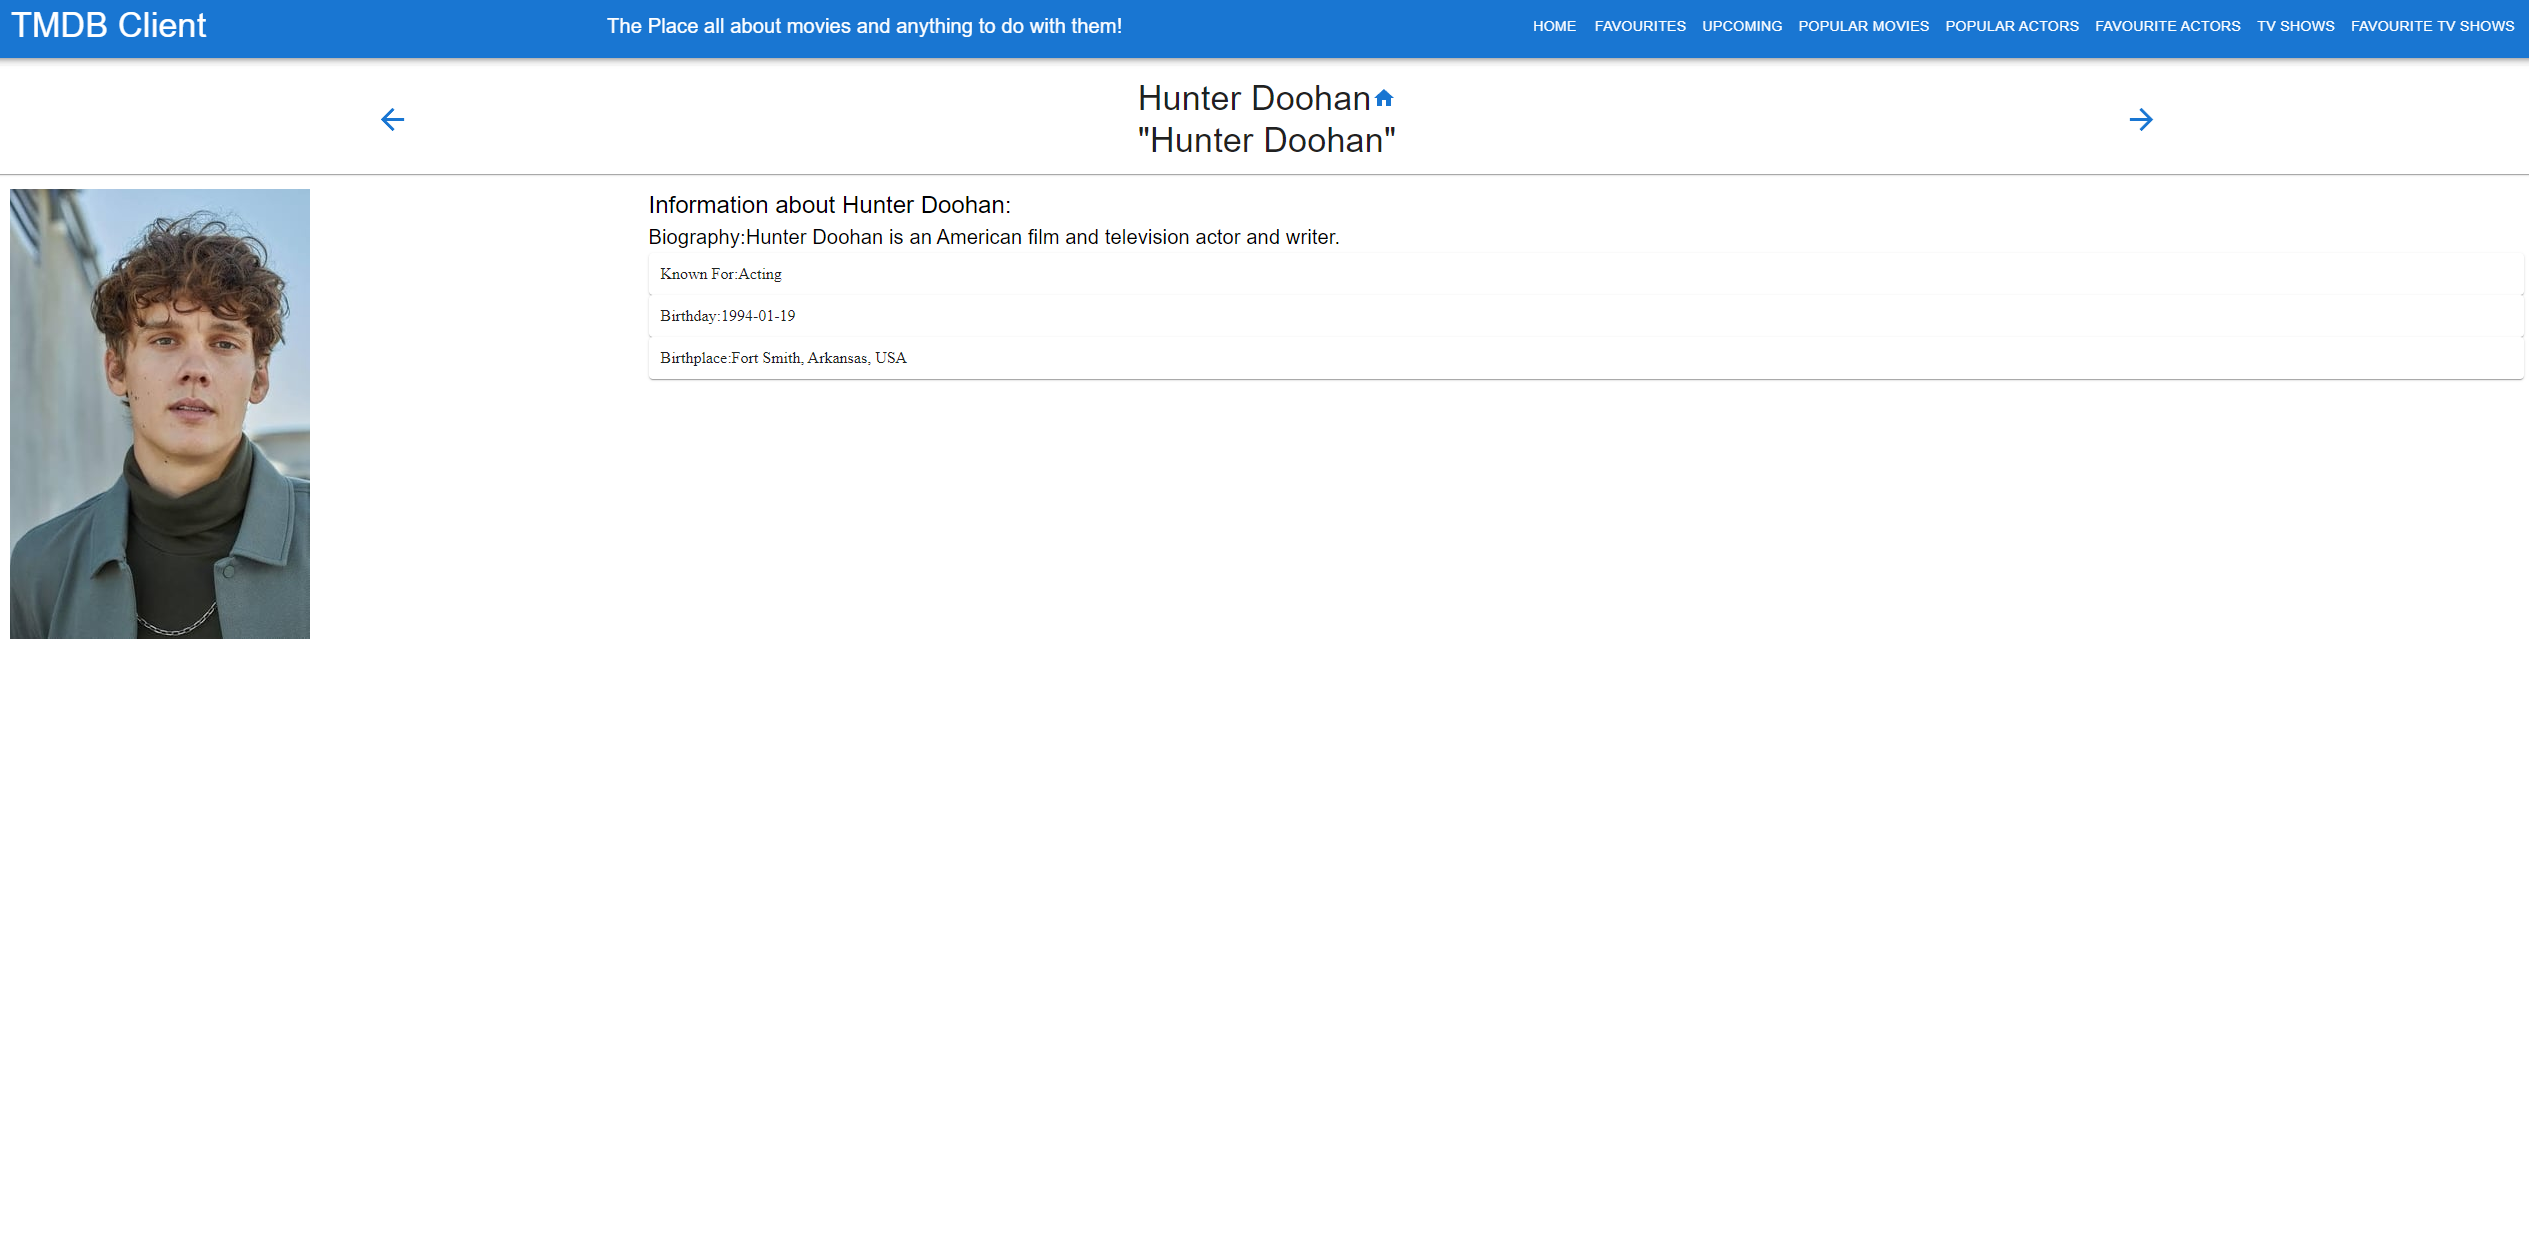 TMDB Client
The Place all about movies and anything to do with them!
HOME FAVOURITES UPCOMING POPULAR MOVIES POPULAR ACTORS FAVOURITE ACTORS TV SHOWS FAVOURITE TV SHOWS
Hunter Doohan
"Hunter Doohan"
Information about Hunter Doohan:
Biography:Hunter Doohan is an American film and television actor and writer.
Known For:Acting
Birthday:1994-01-19
Birthplace:Fort Smith, Arkansas, USA